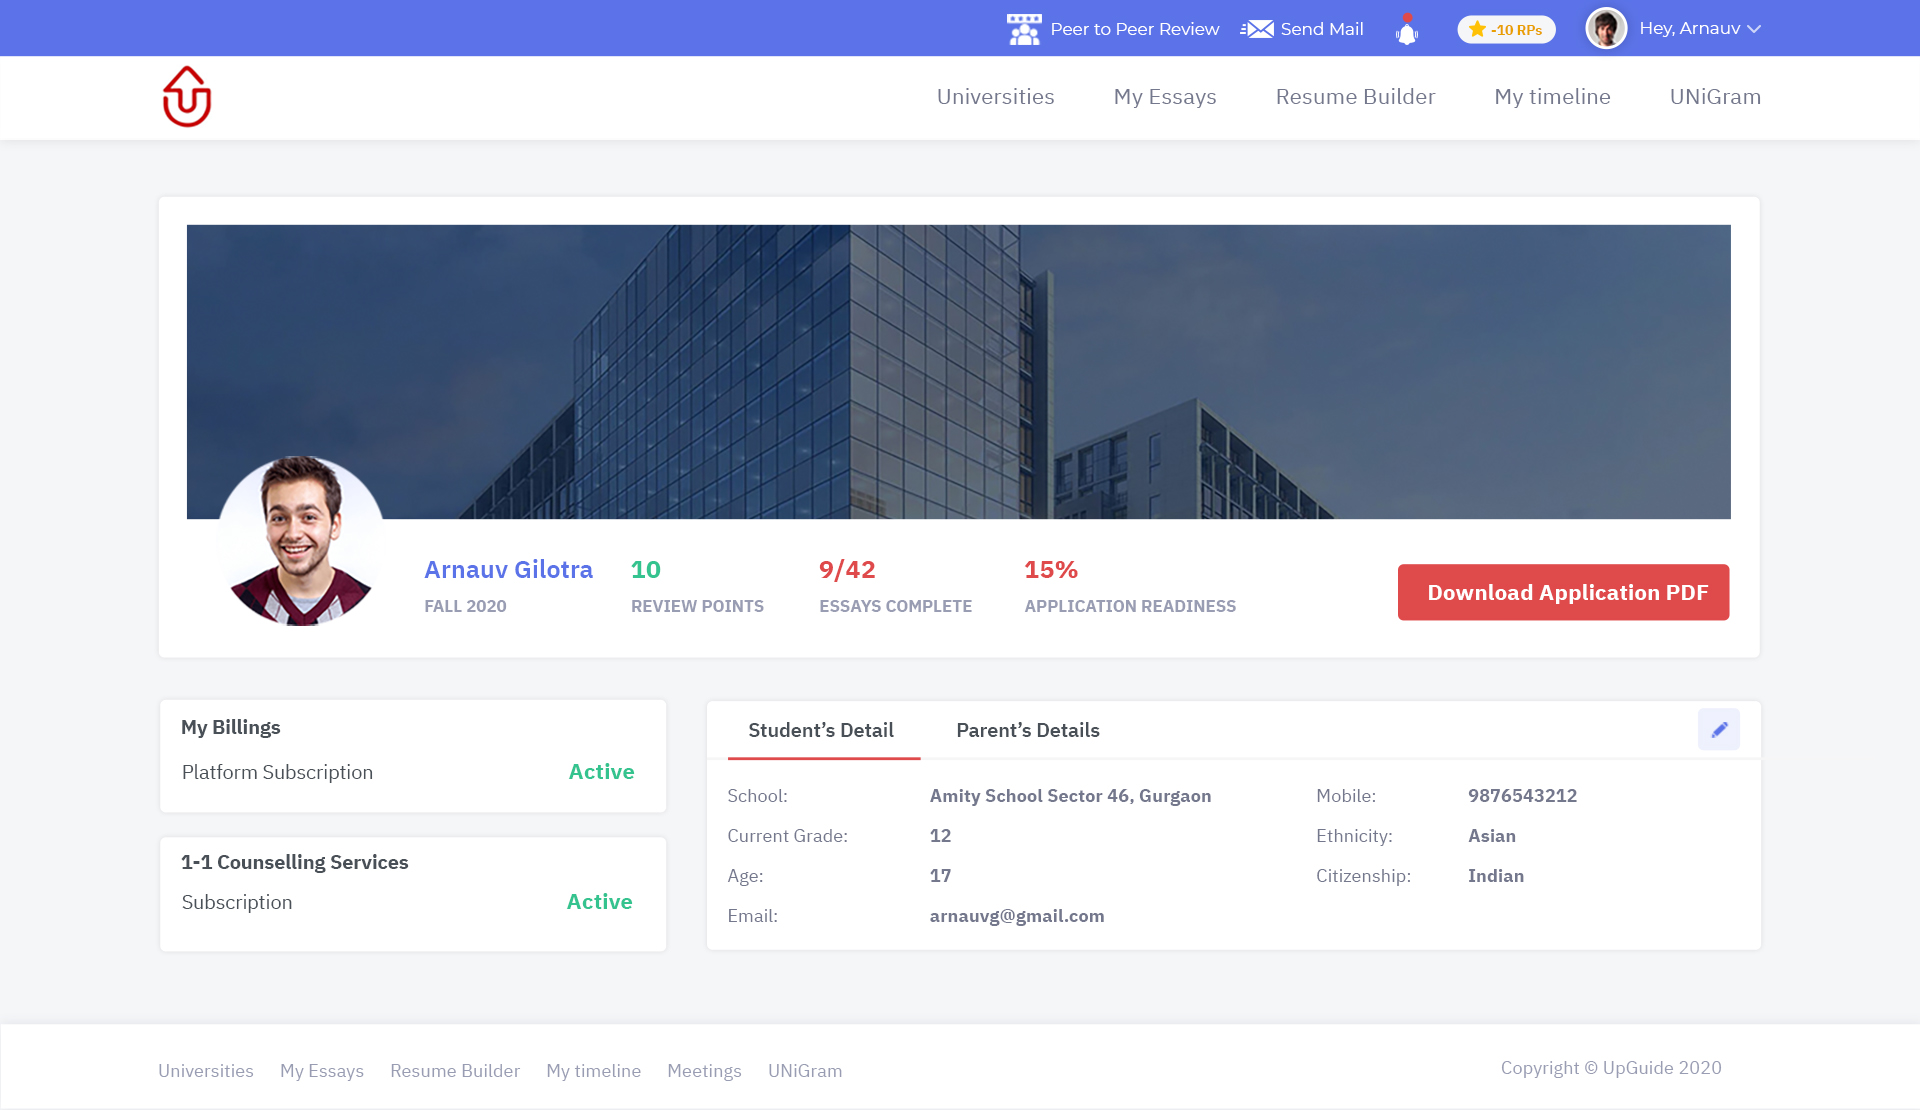 Peer to Peer Review Send Mail -10 RPs Hey, Arnauv
Universities My Essays Resume Builder My timeline UNiGram
Arnauv Gilotra 10 9/42 15%
FALL 2020 REVIEW POINTS ESSAYS COMPLETE APPLICATION READINESS
Download Application PDF
My Billings
Platform Subscription Active
1-1 Counselling Services
Subscription Active
Student’s Detail Parent’s Details
School: Amity School Sector 46, Gurgaon Mobile: 9876543212
Current Grade: 12 Ethnicity: Asian
Age: 17 Citizenship: Indian
Email: arnauvg@gmail.com
Universities My Essays Resume Builder My timeline Meetings UNiGram
Copyright © UpGuide 2020